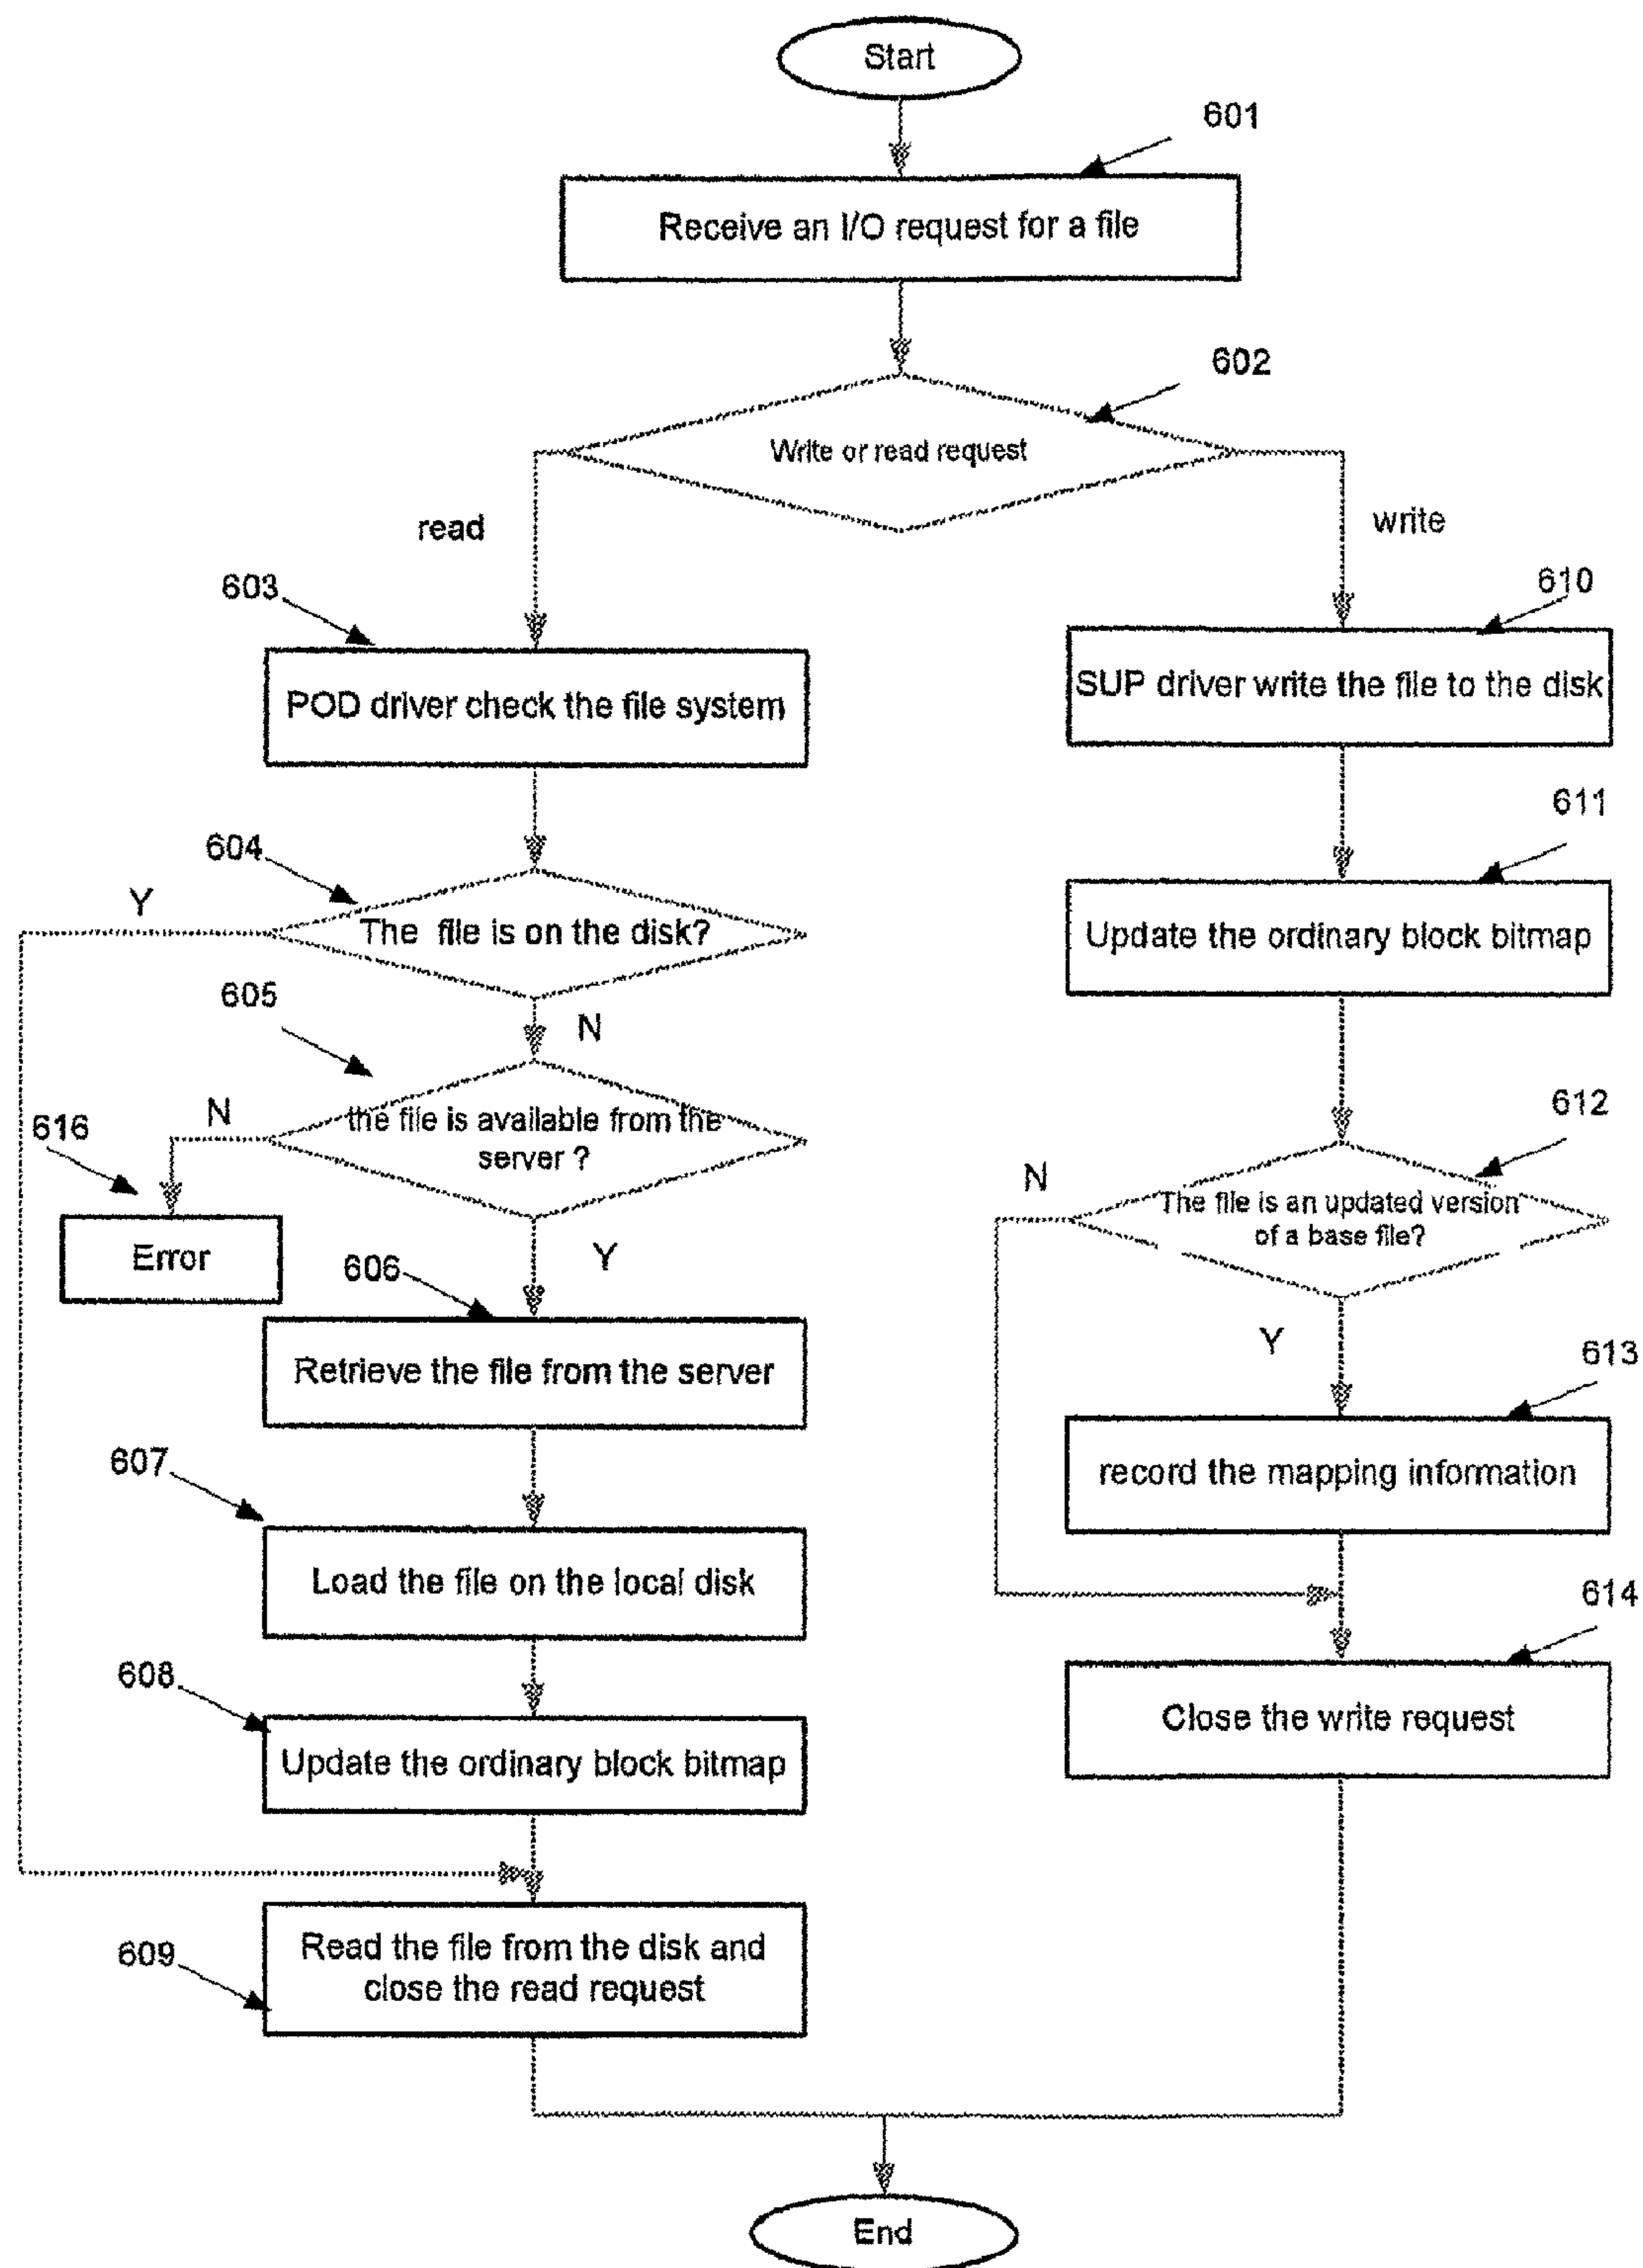 Start
601
Receive an I/O request for a file
602
Write or read request
read
write
603
610
POD driver check the file system
SUP driver write the file to the disk
611
604
Y
The file is on the disk?
Update the ordinary block bitmap
605
N
612
616
N
the file is available from the
server ?
N
The file is an updated version
of a base file?
Error
606
Y
Y
613
Retrieve the file from the server
record the mapping information
607
Load the file on the local disk
614
608
Close the write request
Update the ordinary block bitmap
609
Read the file from the disk and
close the read request
End